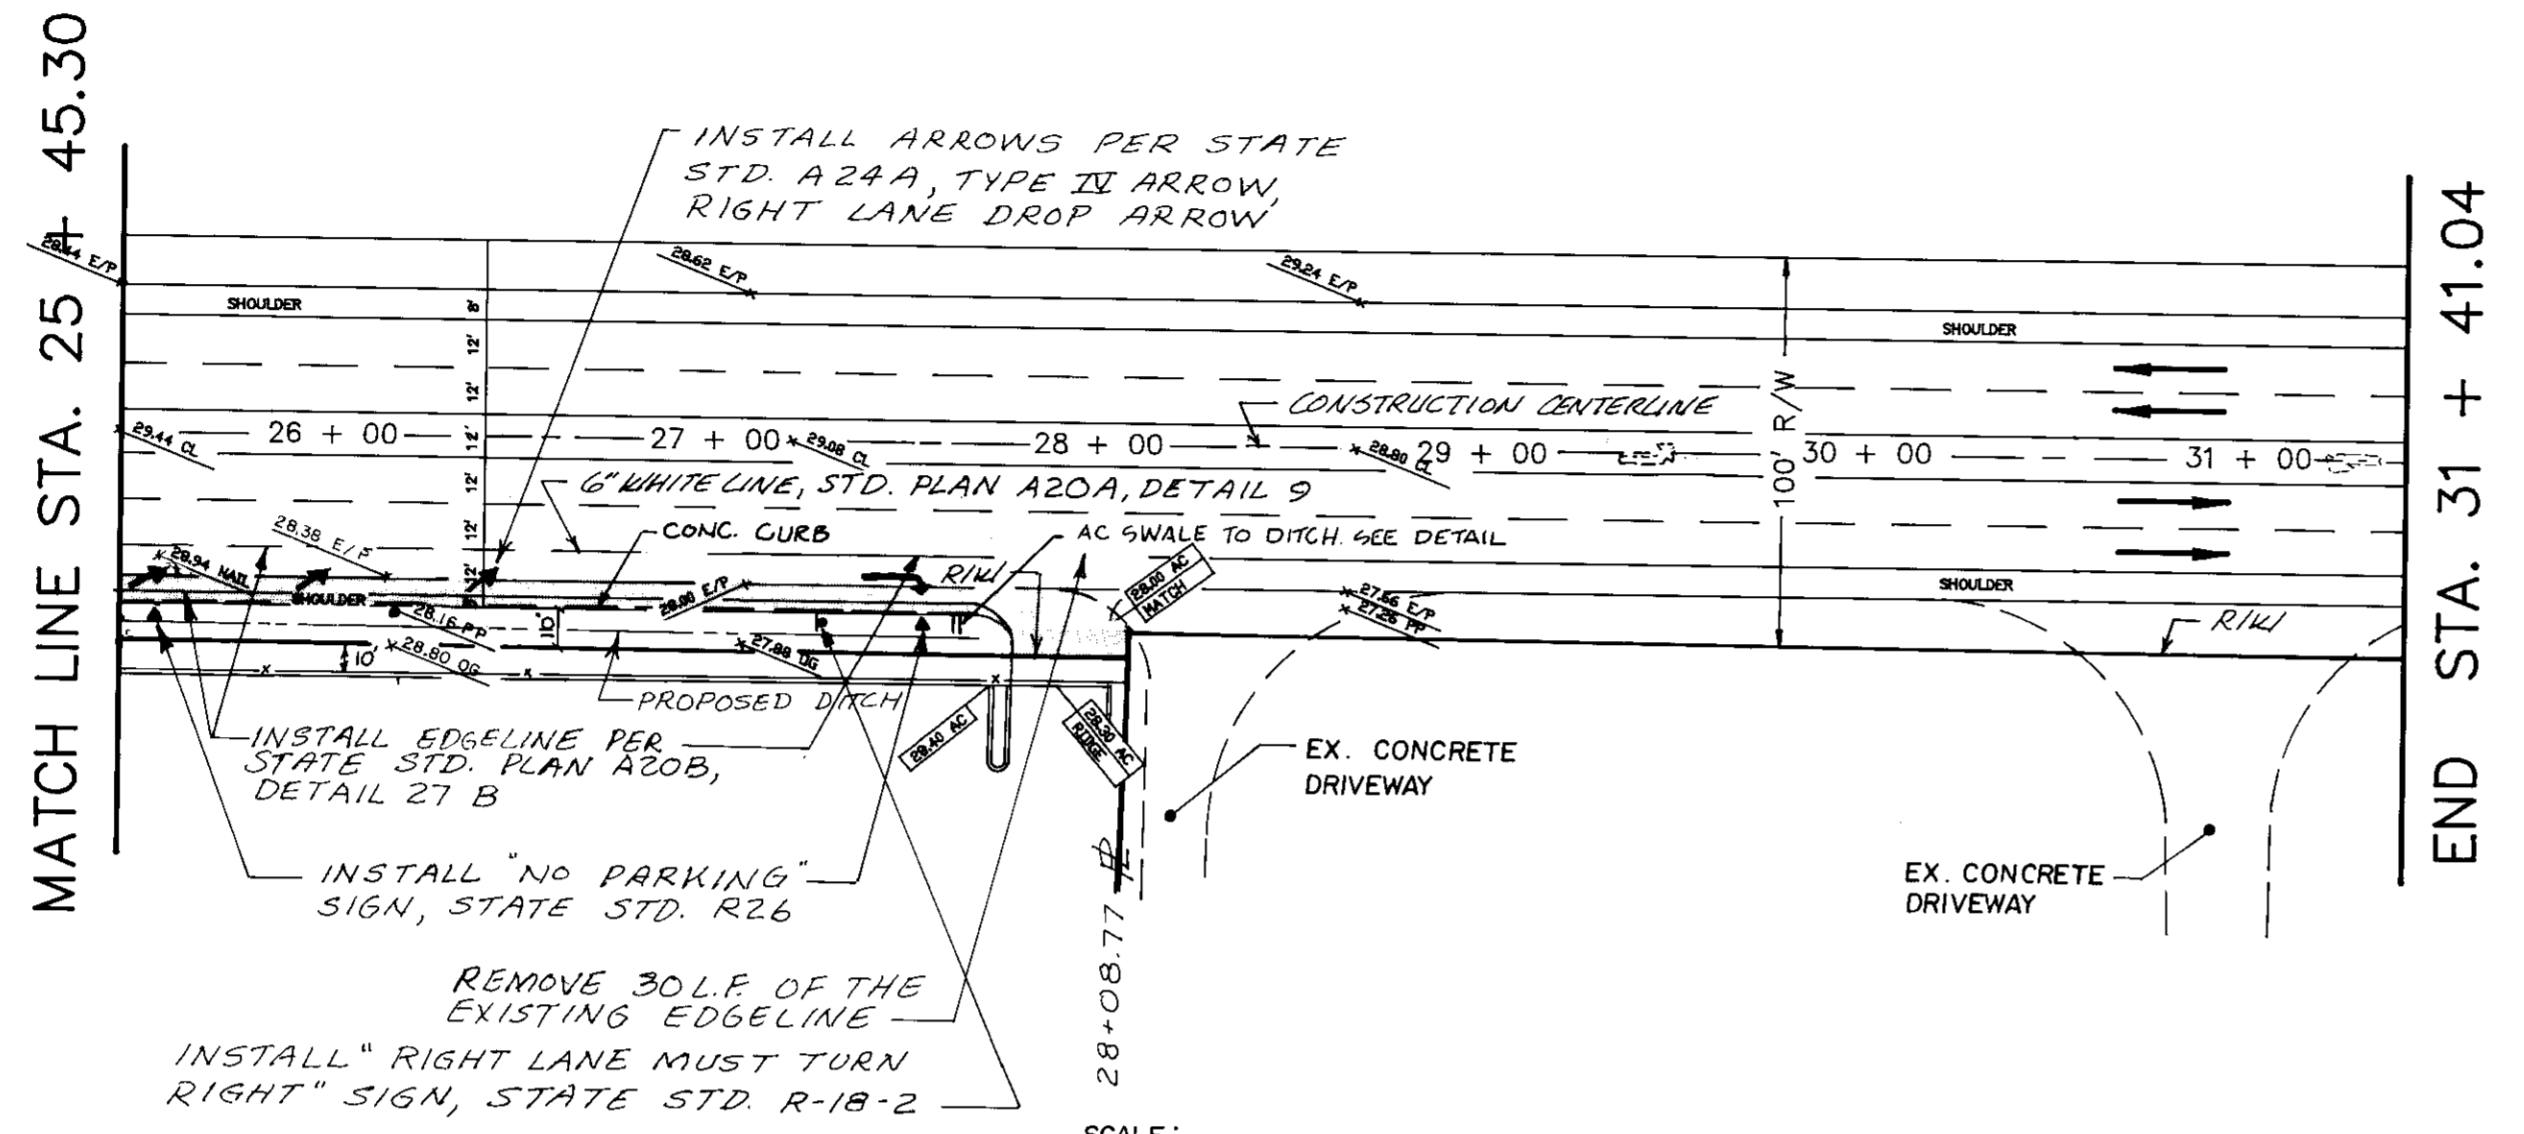 MATCH LINE STA. 25 + 45.30
INSTALL ARROWS PER STATE
STD. A24A, TYPE IV ARROW,
RIGHT LANE DROP ARROW
28.44 E/P
28.62 E/P
29.24 E/P
SHOULDER
SHOULDER
8'
12'
12'
12'
12'
12'
12'
100' R/W
CONSTRUCTION CENTERLINE
29.44 CL
26 + 00
27 + 00
29.08 CL
28 + 00
28.80 CL
29 + 00
30 + 00
31 + 00
6" WHITE LINE, STD. PLAN A20A, DETAIL 9
28.38 E/P
CONC. CURB
AC SWALE TO DITCH. SEE DETAIL
28.94 NAIL
SHOULDER
28.16 PP
28.00 E/P
R/W
28.00 AC
MATCH
27.66 E/P
27.26 PP
SHOULDER
R/W
10'
10'
28.80 OG
27.88 OG
PROPOSED DITCH
28.40 AC
28.30 AC
RIDGE
INSTALL EDGELINE PER
STATE STD. PLAN A20B,
DETAIL 27 B
EX. CONCRETE
DRIVEWAY
INSTALL "NO PARKING"
SIGN, STATE STD. R26
EX. CONCRETE
DRIVEWAY
REMOVE 30 L.F. OF THE
EXISTING EDGELINE
INSTALL "RIGHT LANE MUST TURN
RIGHT" SIGN, STATE STD. R-18-2
28+08.77 PL
END STA. 31 + 41.04
SCALE: